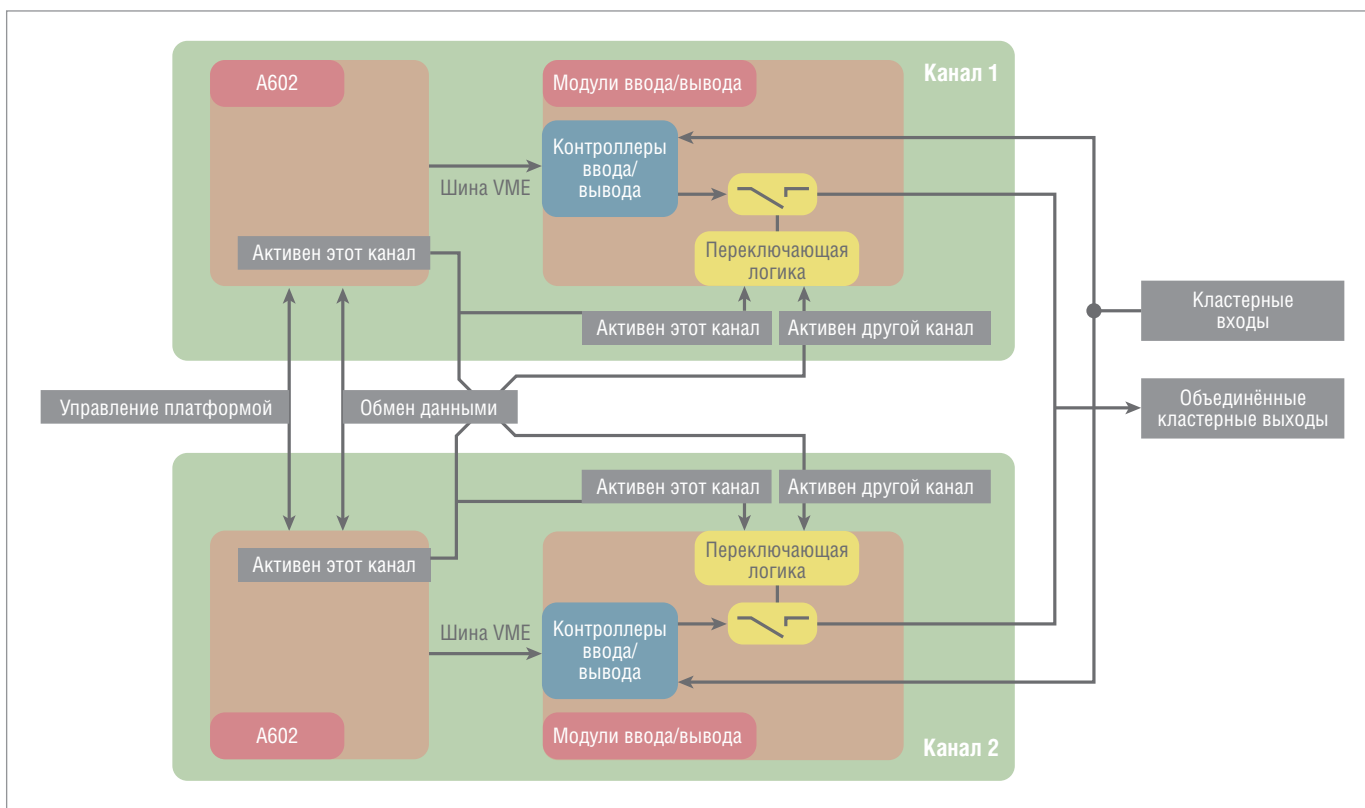 А602
Модули ввода/вывода
Канал 1
Контроллеры
ввода/
вывода
Шина VME
Активен этот канал
Переключающая
логика
Активен этот канал
Активен другой канал
Кластерные
входы
Управление платформой
Обмен данными
Объединённые
кластерные выходы
Активен этот канал
Активен другой канал
Активен этот канал
Переключающая
логика
Шина VME
Контроллеры
ввода/
вывода
А602
Модули ввода/вывода
Канал 2